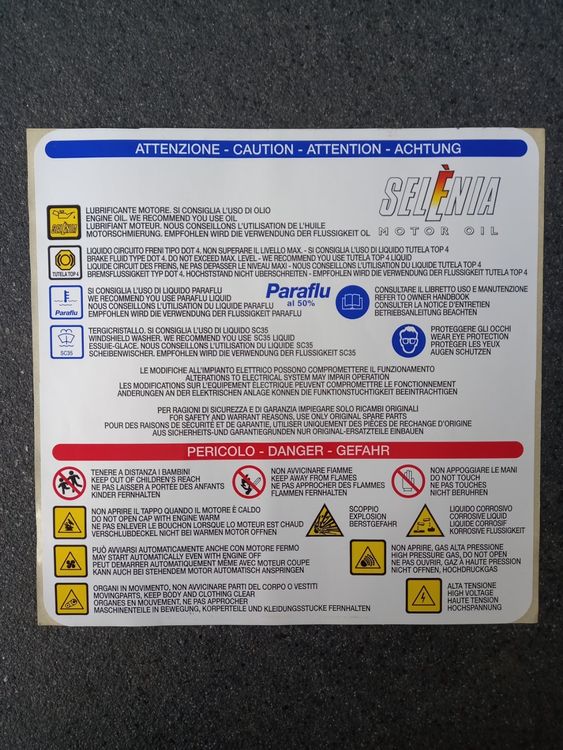 ATTENZIONE - CAUTION - ATTENTION - ACHTUNG
SELÈNIA
MOTOR OIL
SELÈNIA
LUBRIFICANTE MOTORE. SI CONSIGLIA L'USO DI OLIO
ENGINE OIL. WE RECOMMEND YOU USE OIL
LUBRIFIANT MOTEUR. NOUS CONSEILLONS L'UTILISATION DE L'HUILE
MOTORSCHMIERUNG. EMPFOHLEN WIRD DIE VERWENDUNG DER FLUSSIGKEIT OL
TUTELA TOP 4
LIQUIDO CIRCUITO FRENI TIPO DOT 4. NON SUPERARE IL LIVELLO MAX. - SI CONSIGLIA L'USO DI LIQUIDO TUTELA TOP 4
BRAKE FLUID TYPE DOT 4. DO NOT EXCEED MAX. LEVEL - WE RECOMMEND YOU USE TUTELA TOP 4 LIQUID
LIQUIDE CIRCUIT DES FREINS, NE PAS DEPASSER LE NIVEAU MAXI - NOUS CONSEILLONS L'UTILISATION DU LIQUIDE TUTELA TOP 4
BREMSFLUSSIGKEIT TYP DOT 4. HOCHSTSTAND NICHT UBERSCHREITEN - EMPFOHLEN WIRD DIE VERWENDUNG DER FLUSSIGKEIT TUTELA TOP 4
Paraflu
SI CONSIGLIA L'USO DI LIQUIDO PARAFLU
WE RECOMMEND YOU USE PARAFLU LIQUID
NOUS CONSEILLONS L'UTILISATION DU LIQUIDE PARAFLU
EMPFOHLEN WIRD DIE VERWENDUNG DER FLUSSIGKEIT PARAFLU
Paraflu
al 50%
CONSULTARE IL LIBRETTO USO E MANUTENZIONE
REFER TO OWNER HANDBOOK
CONSULTER LA NOTICE D'ENTRETIEN
BETRIEBSANLEITUNG BEACHTEN
SC35
TERGICRISTALLO. SI CONSIGLIA L'USO DI LIQUIDO SC35
WINDSHIELD WASHER. WE RECOMMEND YOU USE SC35 LIQUID
ESSUIE-GLACE. NOUS CONSEILLONS L'UTILISATION DU LIQUIDE SC35
SCHEIBENWISCHER. EMPFOHLEN WIRD DIE VERWENDUNG DER FLUSSIGKEIT SC35
PROTEGGERE GLI OCCHI
WEAR EYE PROTECTION
PROTÉGER LES YEUX
AUGEN SCHÜTZEN
LE MODIFICHE ALL'IMPIANTO ELETTRICO POSSONO COMPROMETTERE IL FUNZIONAMENTO
ALTERATIONS TO ELECTRICAL SYSTEM MAY IMPAIR OPERATION
LES MODIFICATIONS SUR L'EQUIPEMENT ÉLECTRIQUE PEUVENT COMPROMETTRE LE FONCTIONNEMENT
ANDERUNGEN AN DER ELEKTRISCHEN ANLAGE KONNEN DIE FUNKTIONSTUCHTIGKEIT BEEINTRACHTIGEN
PER RAGIONI DI SICUREZZA E DI GARANZIA IMPIEGARE SOLO RICAMBI ORIGINALI
FOR SAFETY AND WARRANT REASONS, USE ONLY ORIGINAL SPARE PARTS
POUR DES RAISONS DE SÉCURITÉ ET DE GARANTIE, UTILISER UNIQUEMENT DES PIÈCES DE RECHANGE D'ORIGINE
AUS SICHERHEITS-UND GARANTIEGRUNDEN NUR ORIGINAL-ERSATZTEILE EINBAUEN
PERICOLO - DANGER - GEFAHR
TENERE A DISTANZA I BAMBINI
KEEP OUT OF CHILDREN'S REACH
NE PAS LAISSER A PORTÉE DES ANFANTS
KINDER FERNHALTEN
NON AVVICINARE FIAMME
KEEP AWAY FROM FLAMES
NE PAS APPROCHER DES FLAMMES
FLAMMEN FERNHALTEN
NON APPOGGIARE LE MANI
DO NOT TOUCH
NE PAS TOUCHES
NICHT BERUHREN
NON APRIRE IL TAPPO QUANDO IL MOTORE È CALDO
DO NOT OPEN CAP WITH ENGINE WARM
NE PAS ENLEVER LE BOUCHON LORSQUE LO MOTEUR EST CHAUD
VERSCHLUBDECKEL NICHT BEI WARMEN MOTOR OFFNEN
SCOPPIO
EXPLOSION
BERSTGEFAHR
LIQUIDO CORROSIVO
CORROSIVE LIQUID
LIQUIDE CORROSIF
KORROSIVE FLUSSIGKEIT
PUÒ AVVIARSI AUTOMATICAMENTE ANCHE CON MOTORE FERMO
MAY START AUTOMATICALLY EVEN WITH ENGINE OFF
PEUT DEMARRER AUTOMATIQUEMENT MÊME AVEC MOTEUR COUPE
KANN AUCH BEI STEHENDEM MOTOR AUTOMATISCH ANSPRINGEN
NON APRIRE, GAS ALTA PRESSIONE
HIGH PRESSURE GAS, DO NOT OPEN
NE PAS OUVRIR, GAZ À HAUTE PRESSION
NICHT OFFNEN, HOCHDRUCKGAS
ORGANI IN MOVIMENTO, NON AVVICINARE PARTI DEL CORPO O VESTITI
MOVINGPARTS, KEEP BODY AND CLOTHING CLEAR
ORGANES EN MOUVEMENT, NE PAS APPROCHER
MASCHINENTEILE IN BEWEGUNG, KORPERTEILE UND KLEIDUNGSSTUCKE FERNHALTEN
ALTA TENSIONE
HIGH VOLTAGE
HAUTE TENSION
HOCHSPANNUNG